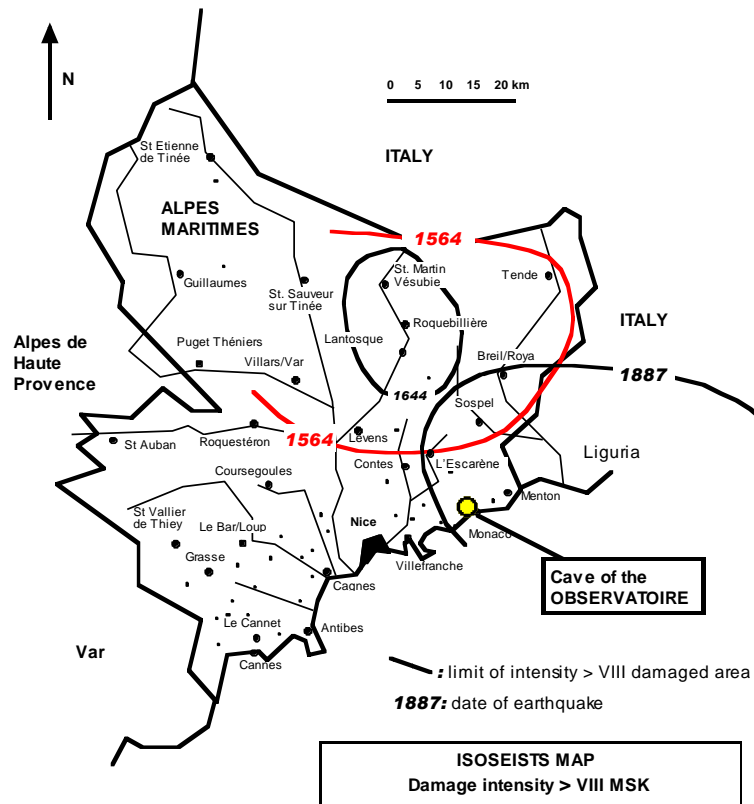 N
0 5 10 15 20 km
ITALY
St Etienne
de Tinée
ALPES
MARITIMES
1564
St. Martin
Vésubie
Tende
Guillaumes
St. Sauveur
sur Tinée
Roquebillière
ITALY
Alpes de
Haute
Provence
Puget Théniers
Lantosque
Villars/Var
Breil/Roya
1887
1644
Sospel
1564
Levens
St Auban
Roquestéron
L'Escarène
Liguria
Coursegoules
Contes
Menton
St Vallier
de Thiey
Le Bar/Loup
Nice
Monaco
Villefranche
Grasse
Cagnes
Cave of the
OBSERVATOIRE
Le Cannet
Antibes
Var
Cannes
: limit of intensity > VIII damaged area
1887: date of earthquake
ISOSEISTS MAP
Damage intensity > VIII MSK